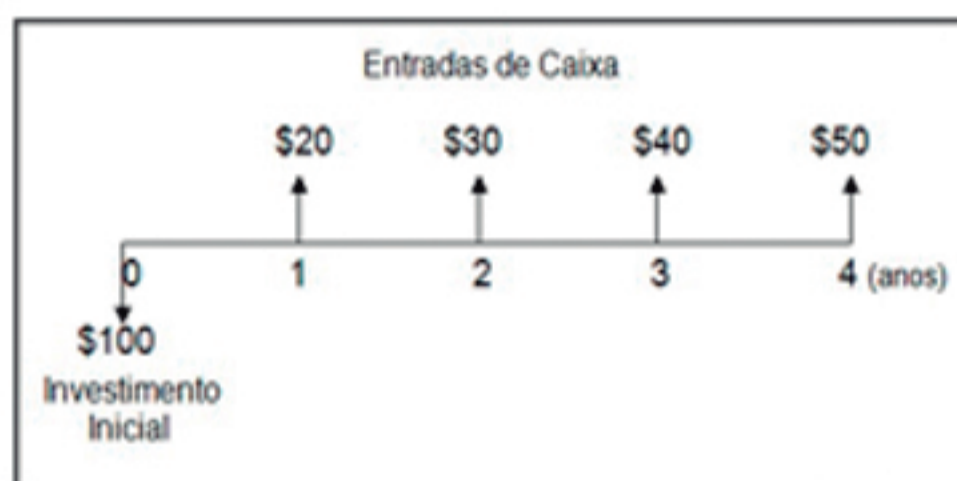 Entradas de Caixa
$20 $30 $40 $50
0 1 2 3 4 (anos)
$100
Investimento
Inicial